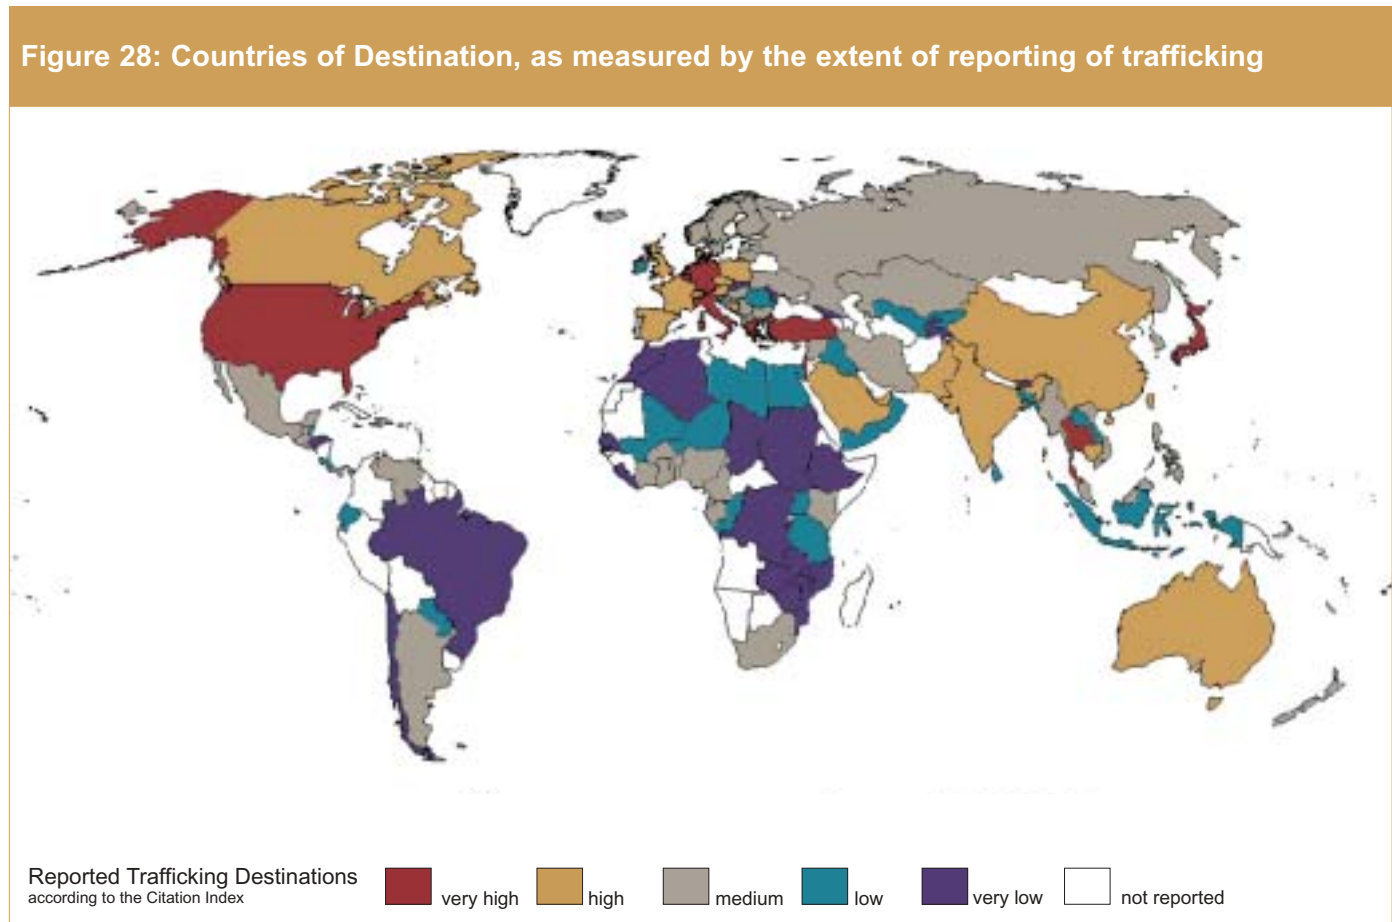 Figure 28: Countries of Destination, as measured by the extent of reporting of trafficking
Reported Trafficking Destinations
according to the Citation Index
very high
high
medium
low
very low
not reported